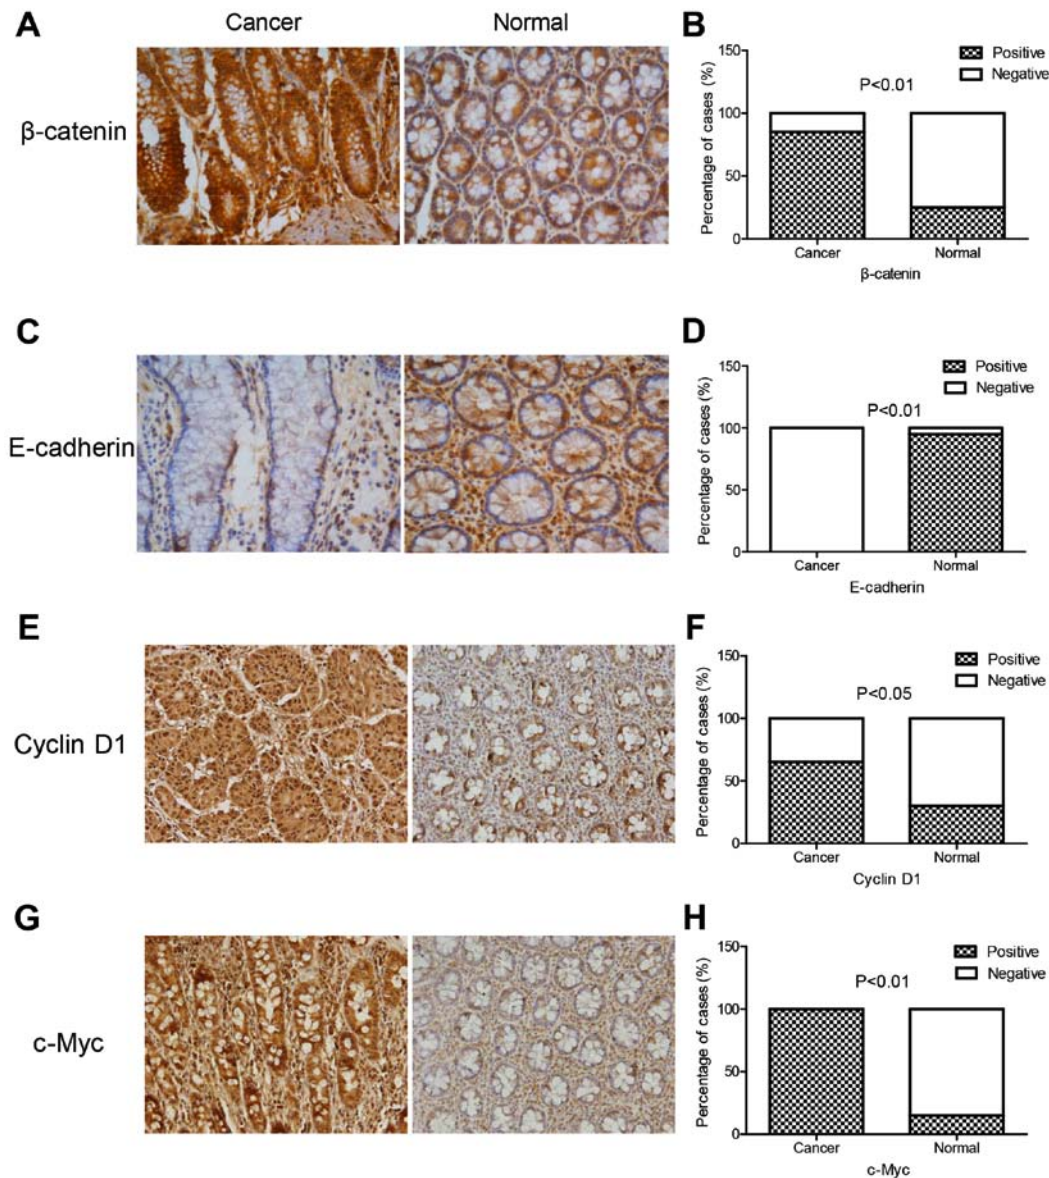 A
Cancer
Normal
β-catenin
B
150
100
50
0
Percentage of cases (%)
Positive
Negative
P<0.01
Cancer
Normal
β-catenin
C
E-cadherin
D
150
100
50
0
Percentage of cases (%)
Positive
Negative
P<0.01
Cancer
Normal
E-cadherin
E
Cyclin D1
F
150
100
50
0
Percentage of cases (%)
Positive
Negative
P<0.05
Cancer
Normal
Cyclin D1
G
c-Myc
H
150
100
50
0
Percentage of cases (%)
Positive
Negative
P<0.01
Cancer
Normal
c-Myc